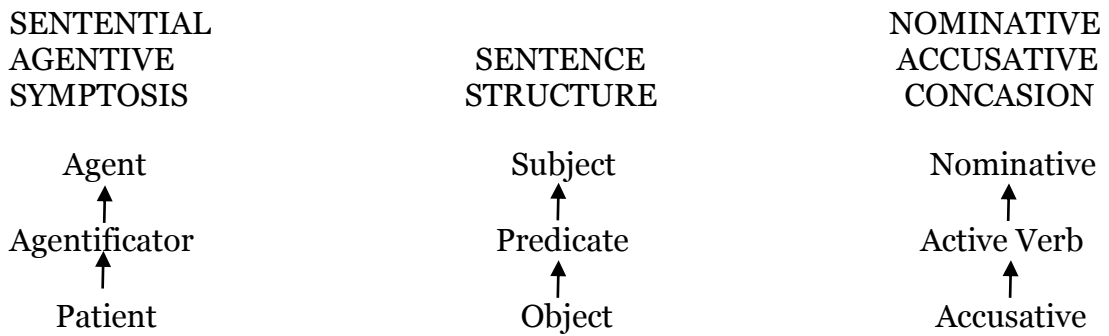 SENTENTIAL
AGENTIVE
SYMPTOSIS
SENTENCE
STRUCTURE
NOMINATIVE
ACCUSATIVE
CONCASION
Agent
Subject
Nominative
Agentificator
Predicate
Active Verb
Patient
Object
Accusative